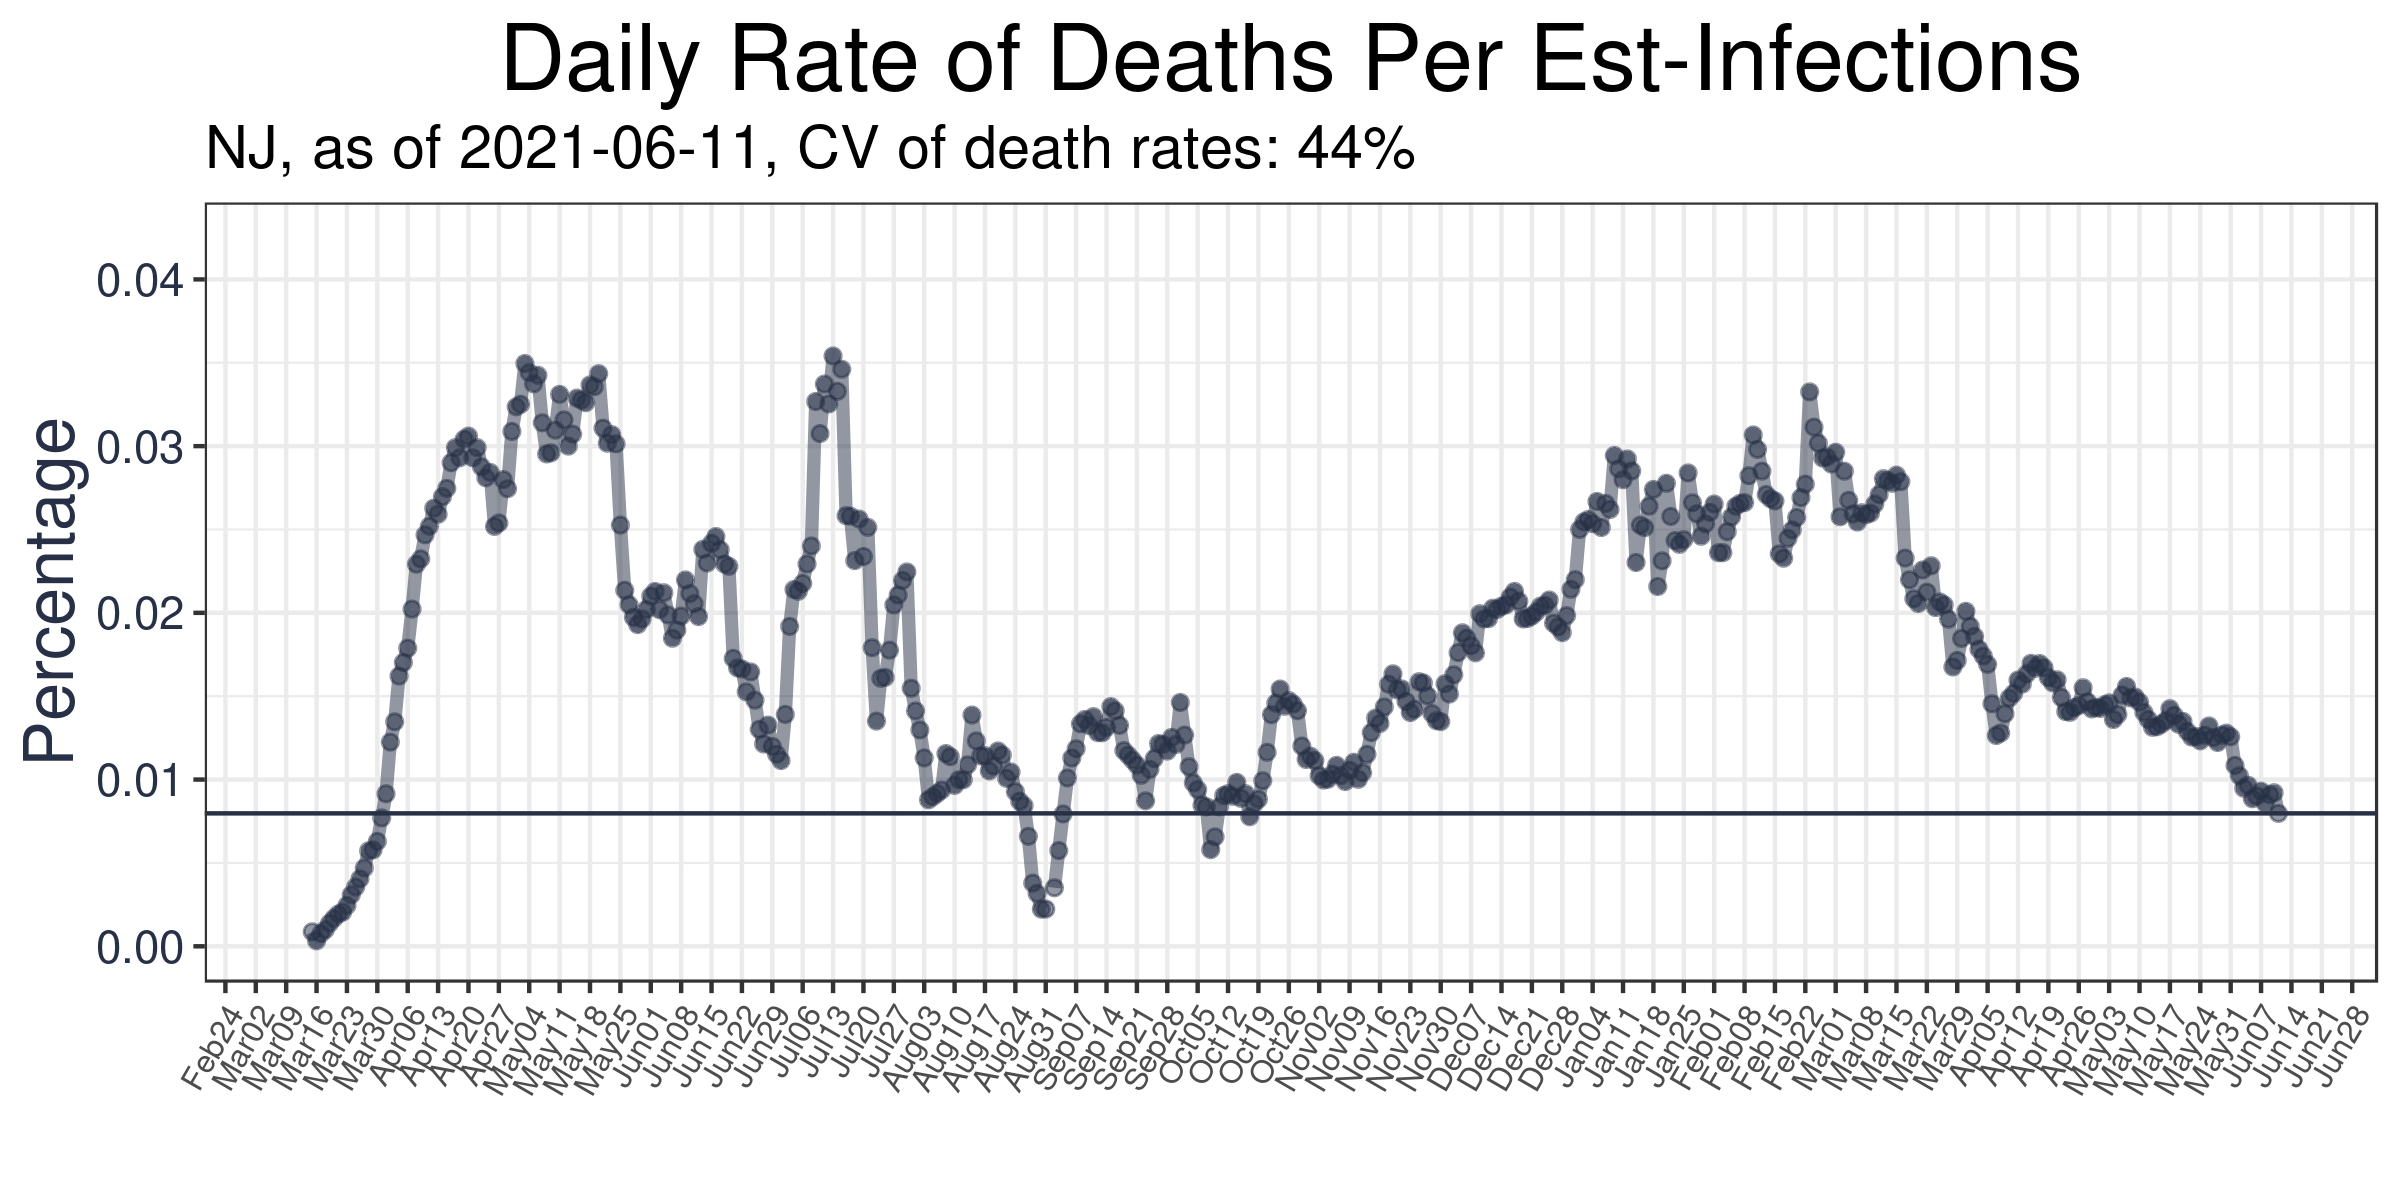 Daily Rate of Deaths Per Est-Infections
NJ, as of 2021-06-11, CV of death rates: 44%
Percentage
0.04
0.03
0.02
0.01
0.00
Feb24
Mar02
Mar09
Mar16
Mar23
Mar30
Apr06
Apr13
Apr20
Apr27
May04
May11
May18
May25
Jun01
Jun08
Jun15
Jun22
Jun29
Jul06
Jul13
Jul20
Jul27
Aug03
Aug10
Aug17
Aug24
Aug31
Sep07
Sep14
Sep21
Sep28
Oct05
Oct12
Oct19
Oct26
Nov02
Nov09
Nov16
Nov23
Nov30
Dec07
Dec14
Dec21
Dec28
Jan04
Jan11
Jan18
Jan25
Feb01
Feb08
Feb15
Feb22
Mar01
Mar08
Mar15
Mar22
Mar29
Apr05
Apr12
Apr19
Apr26
May03
May10
May17
May24
May31
Jun07
Jun14
Jun21
Jun28